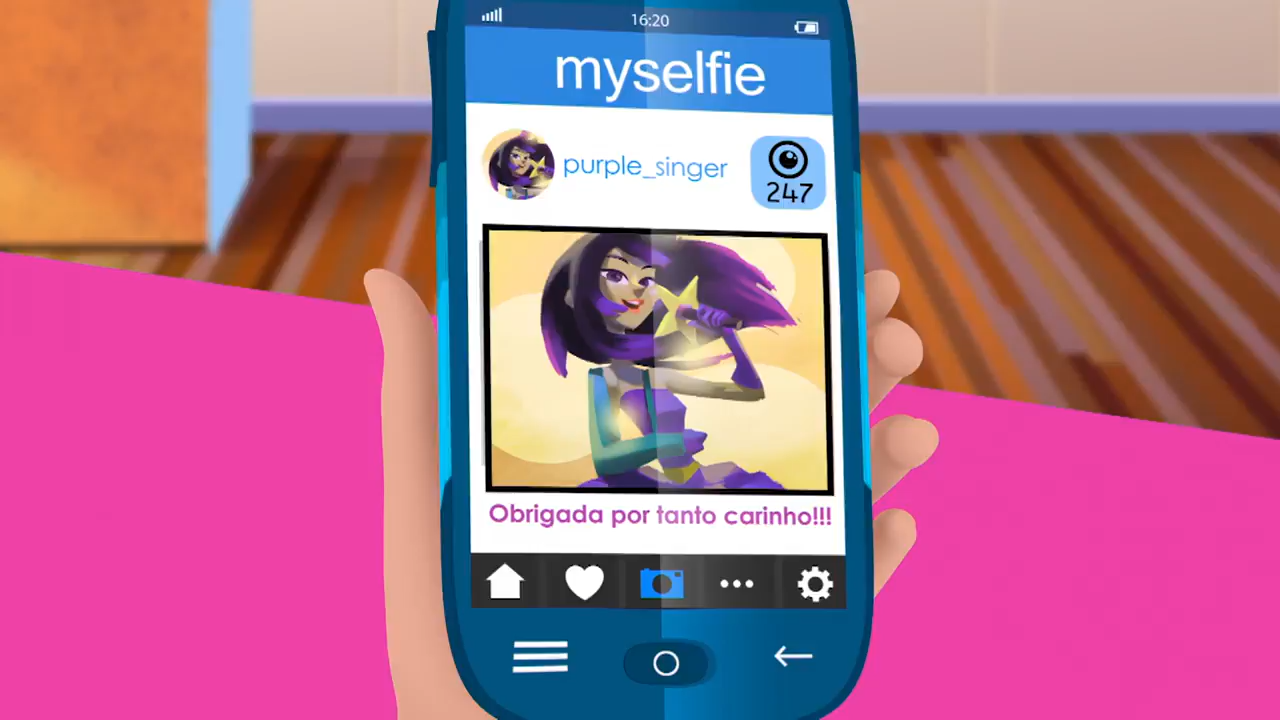 16:20
myselfie
purple_singer
247
Obrigada por tanto carinho!!!